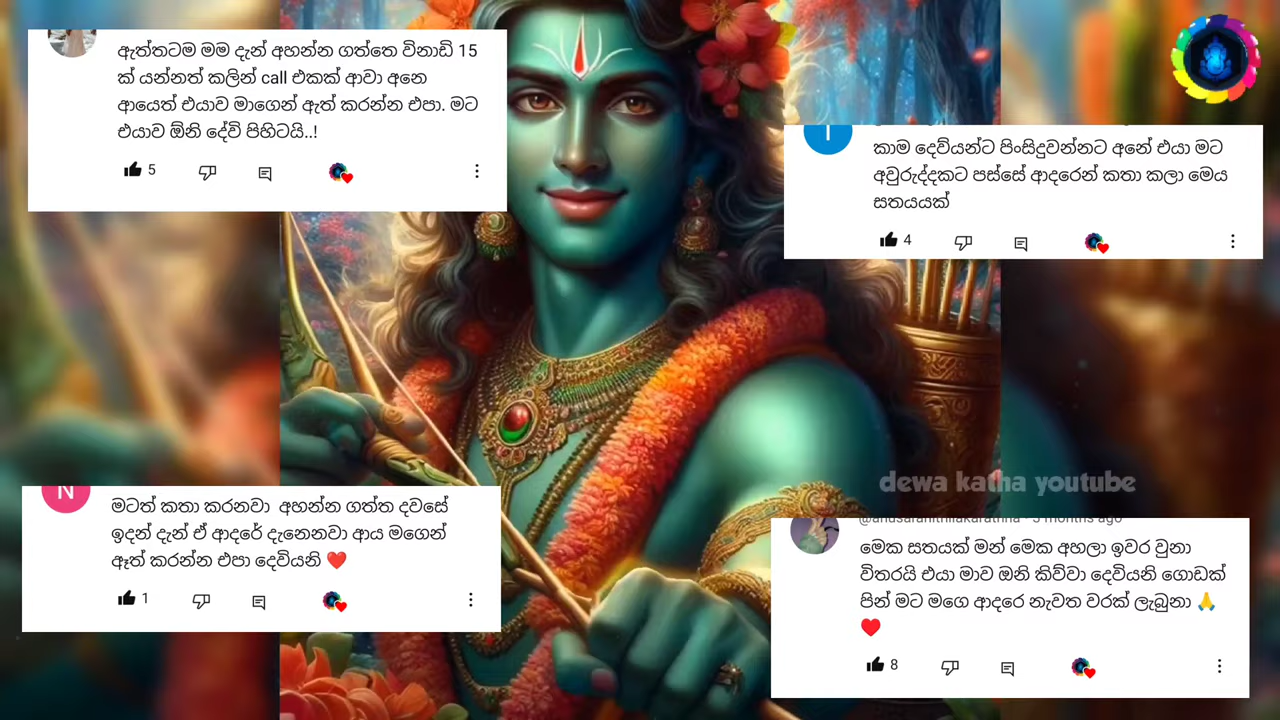 ඇත්තටම මම දැන් අහන්න ගත්තෙ විනාඩි 15
ක් යන්නත් කලින් call එකක් ආවා අනෙ
ආයෙත් එයාව මාගෙන් ඈත් කරන්න එපා. මට
එයාව ඕනි දේවි පිහිටයි..!
5
කාම දෙවියන්ට පිංසිදුවන්නට අනේ එයා මට
අවුරුද්දකට පස්සේ ආදරෙන් කතා කලා මෙය
සතයයක්
4
dewa katha youtube
N
මටත් කතා කරනවා අහන්න ගත්ත දවසේ
ඉදන් දැන් ඒ ආදරේ දැනෙනවා ආය මගෙන්
ඈත් කරන්න එපා දෙවියනි ❤️
1
months ago
මෙක සතයක් මන් මෙක අහලා ඉවර වුනා
විතරයි එයා මාව ඔනි කිව්වා දෙවියනි ගොඩක්
පින් මට මගෙ ආදරෙ නැවත වරක් ලැබුනා 🙏
♥️
8